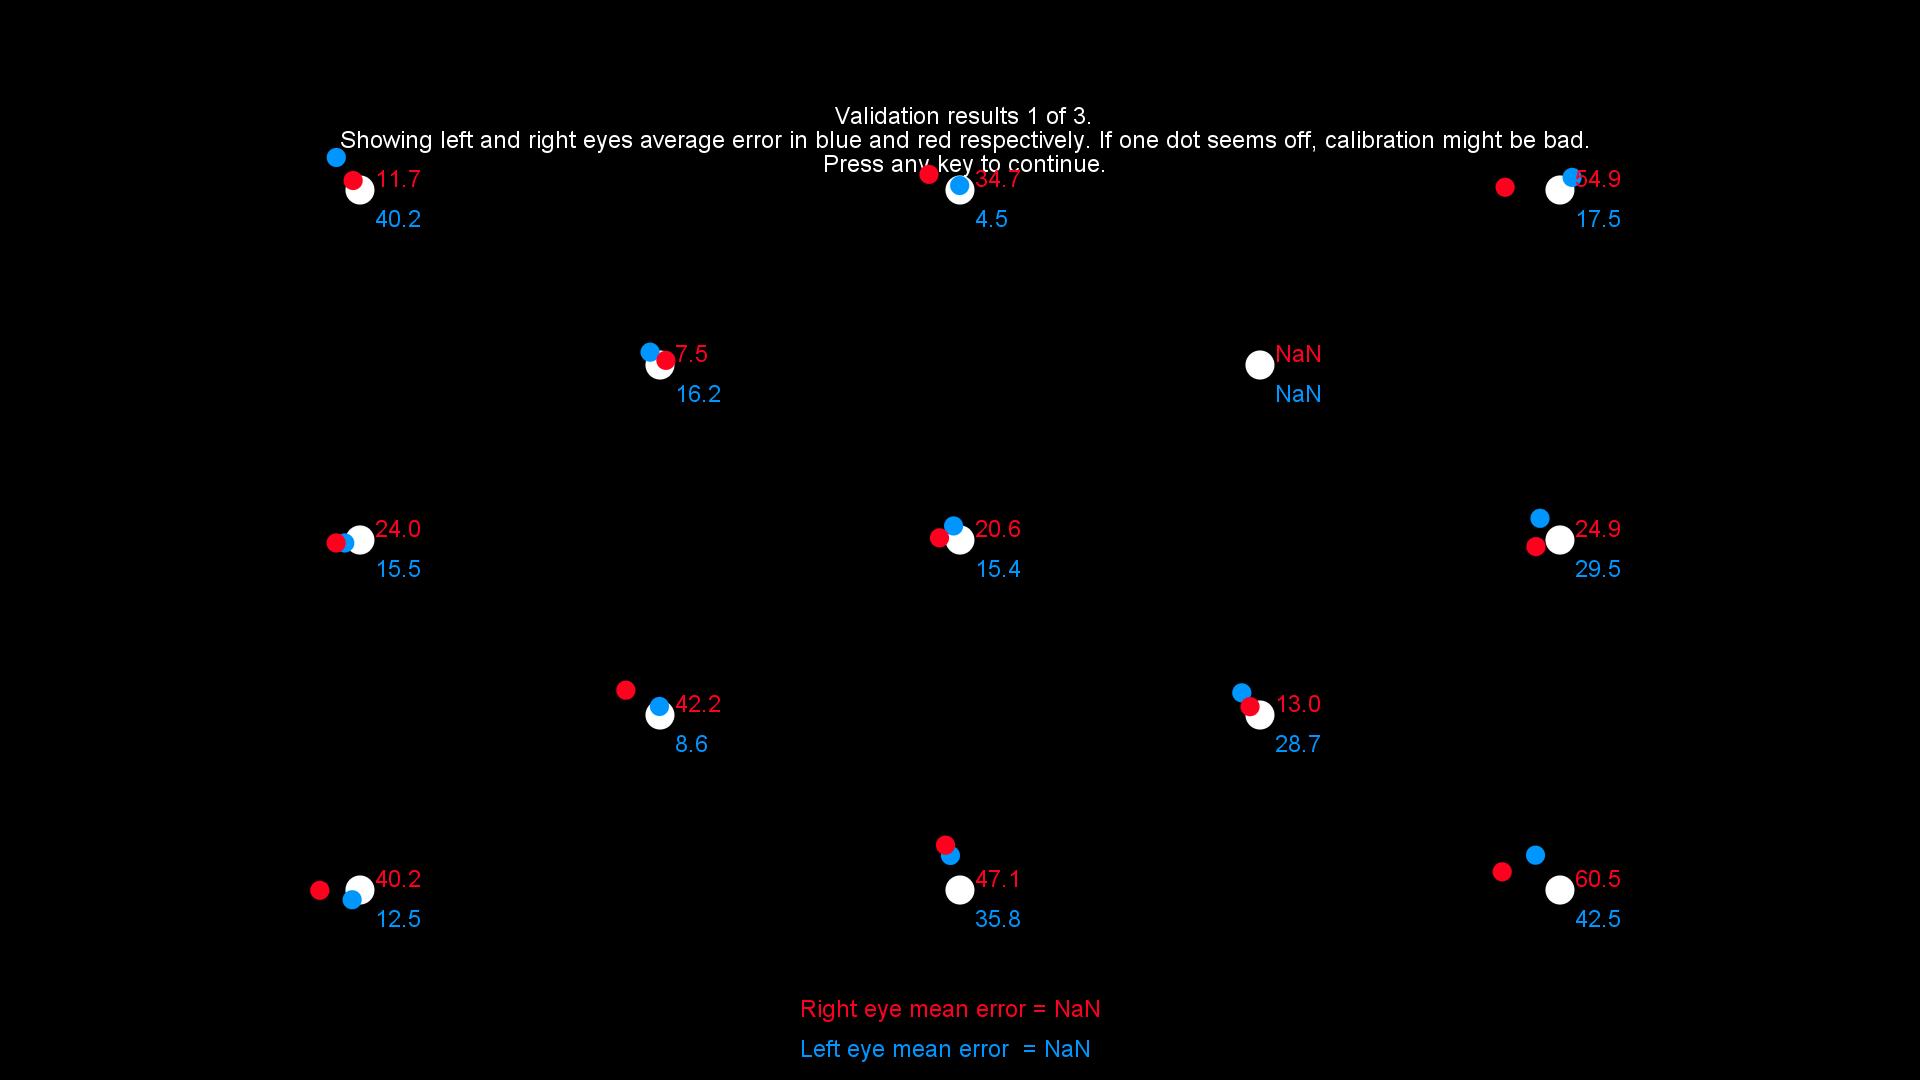 Validation results 1 of 3.
Showing left and right eyes average error in blue and red respectively. If one dot seems off, calibration might be bad.
Press any key to continue.
11.7 34.7 54.9
40.2 4.5 17.5
7.5 NaN
16.2 NaN
24.0 20.6 24.9
15.5 15.4 29.5
42.2 13.0
8.6 28.7
40.2 47.1 60.5
12.5 35.8 42.5
Right eye mean error = NaN
Left eye mean error = NaN